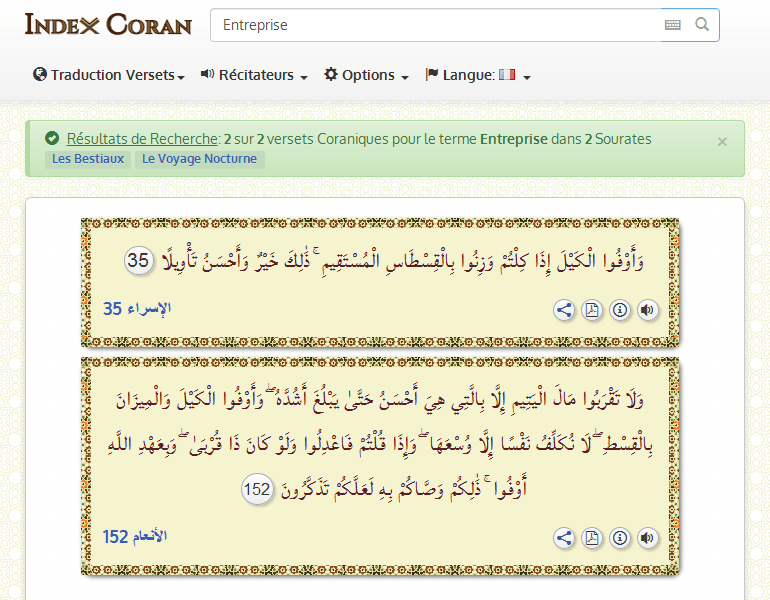 Index Coran
Entreprise
Traduction Versets Récitateurs Options Langue:
Résultats de Recherche: 2 sur 2 versets Coraniques pour le terme Entreprise dans 2 Sourates ×
Les Bestiaux Le Voyage Nocturne
وَأَوْفُوا الْكَيْلَ إِذَا كِلْتُمْ وَزِنُوا بِالْقِسْطَاسِ الْمُسْتَقِيمِ ۚ ذَٰلِكَ خَيْرٌ وَأَحْسَنُ تَأْوِيلًا 35
الإسراء 35
وَلَا تَقْرَبُوا مَالَ الْيَتِيمِ إِلَّا بِالَّتِي هِيَ أَحْسَنُ حَتَّىٰ يَبْلُغَ أَشُدَّهُ ۖ وَأَوْفُوا الْكَيْلَ وَالْمِيزَانَ
بِالْقِسْطِ ۖ لَا نُكَلِّفُ نَفْسًا إِلَّا وُسْعَهَا ۖ وَإِذَا قُلْتُمْ فَاعْدِلُوا وَلَوْ كَانَ ذَا قُرْبَىٰ ۖ وَبِعَهْدِ اللَّهِ
أَوْفُوا ۚ ذَٰلِكُمْ وَصَّاكُمْ بِهِ لَعَلَّكُمْ تَذَكَّرُونَ 152
الأنعام 152